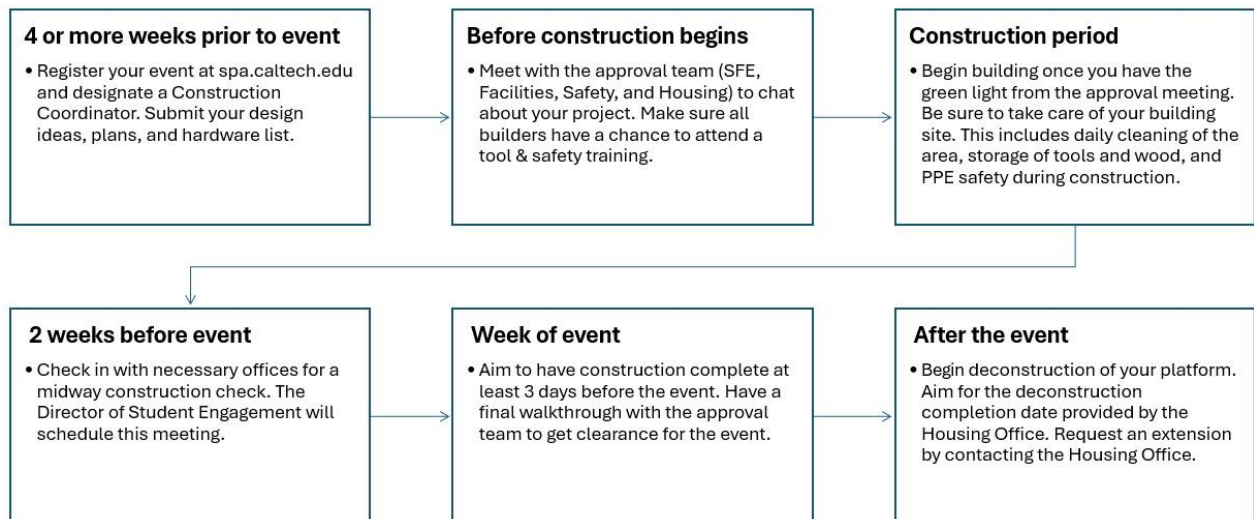 4 or more weeks prior to event
• Register your event at spa.caltech.edu
and designate a Construction
Coordinator. Submit your design
ideas, plans, and hardware list.
Before construction begins
• Meet with the approval team (SFE,
Facilities, Safety, and Housing) to chat
about your project. Make sure all
builders have a chance to attend a
tool & safety training.
Construction period
• Begin building once you have the
green light from the approval meeting.
Be sure to take care of your building
site. This includes daily cleaning of the
area, storage of tools and wood, and
PPE safety during construction.
2 weeks before event
• Check in with necessary offices for a
midway construction check. The
Director of Student Engagement will
schedule this meeting.
Week of event
• Aim to have construction complete at
least 3 days before the event. Have a
final walkthrough with the approval
team to get clearance for the event.
After the event
• Begin deconstruction of your platform.
Aim for the deconstruction
completion date provided by the
Housing Office. Request an extension
by contacting the Housing Office.